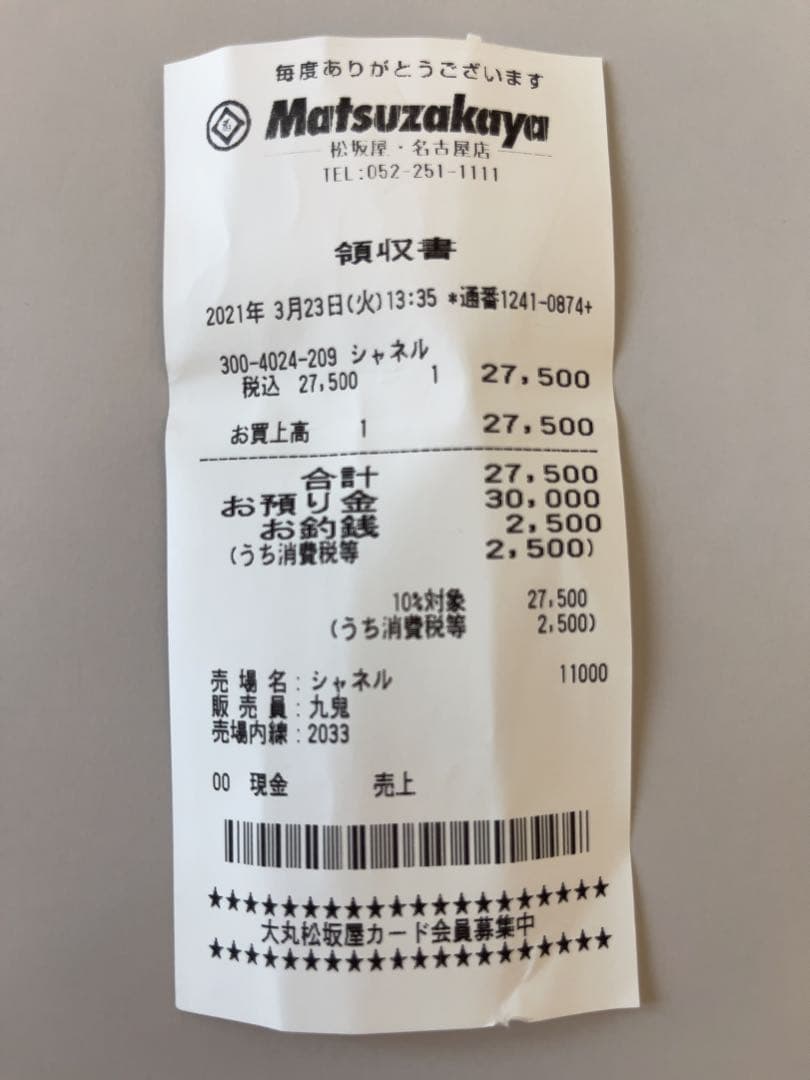 毎度ありがとうございます
Matsuzakaya
松坂屋・名古屋店
TEL:052-251-1111
領収書
2021年 3月23日(火)13:35 *通番1241-0874+
300-4024-209 シャネル
税込 27,500 1 27,500
お買上高 1 27,500
合計 27,500
お預り金 30,000
お釣銭 2,500
(うち消費税等 2,500)
10%対象 27,500
(うち消費税等 2,500)
売場名:シャネル 11000
販売員:九鬼
売場内線:2033
00 現金 売上
★★★★★★★★★★★★★★★★★★★★
大丸松坂屋カード会員募集中
★★★★★★★★★★★★★★★★★★★★